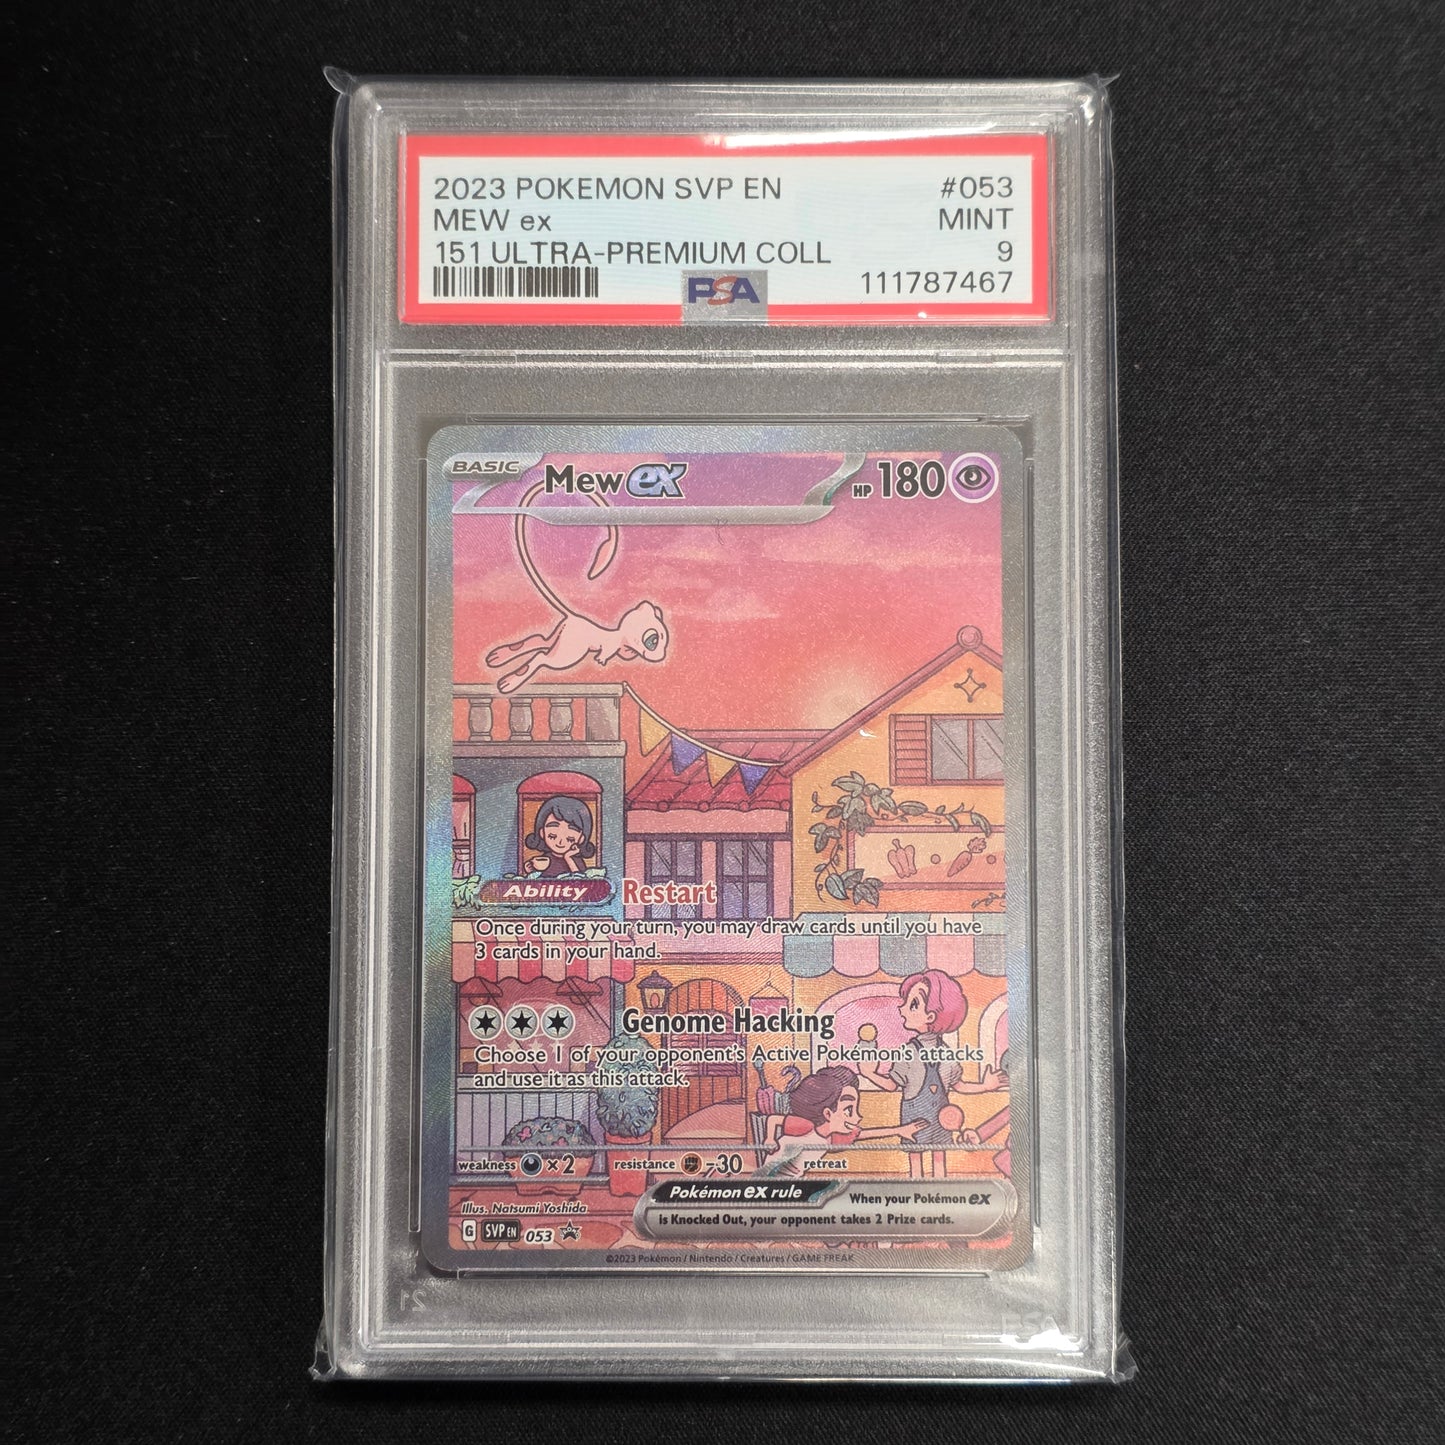 2023 POKEMON SVP EN #053
MEW ex MINT
151 ULTRA-PREMIUM COLL 9
PSA 111787467
BASIC Mew ex HP 180
Ability Restart
Once during your turn, you may draw cards until you have
3 cards in your hand.
Genome Hacking
Choose 1 of your opponent's Active Pokémon's attacks
and use it as this attack.
weakness ×2 resistance -30 retreat
Pokémon ex rule When your Pokémon ex
is Knocked Out, your opponent takes 2 Prize cards.
Illus. Natsumi Yoshida
G SVP EN 053
©2023 Pokémon / Nintendo / Creatures / GAME FREAK